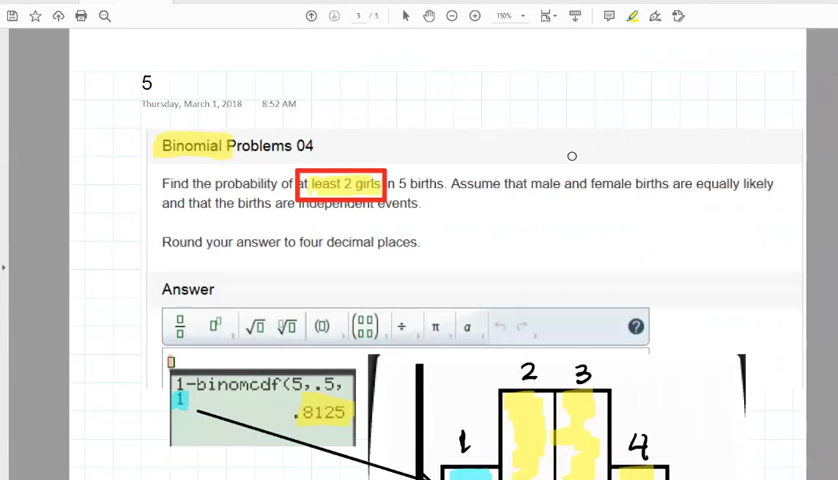 5 / 5
150%
5
Thursday, March 1, 2018 8:52 AM
Binomial Problems 04
Find the probability of at least 2 girls in 5 births. Assume that male and female births are equally likely
and that the births are independent events.
Round your answer to four decimal places.
Answer
÷ π α
1-binomcdf(5,.5,
1
.8125
2 3
1
4